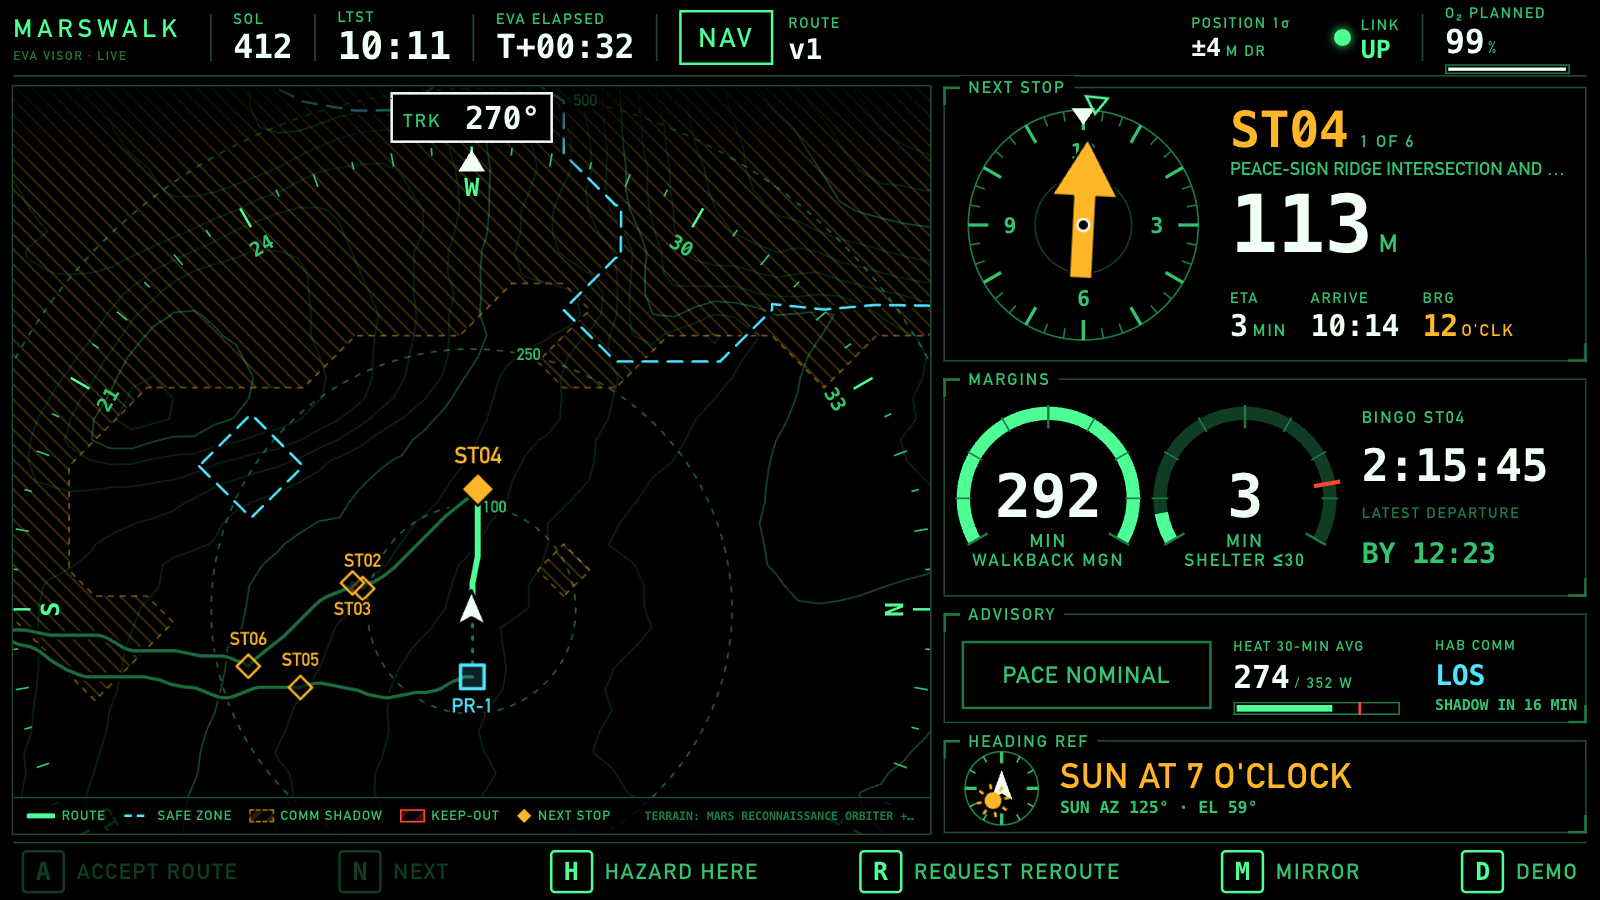 MARSWALK
EVA VISOR · LIVE
SOL
412
LTST
10:11
EVA ELAPSED
T+00:32
NAV
ROUTE
v1
POSITION 1σ
±4 M DR
LINK
UP
O₂ PLANNED
99 %
TRK 270°
500
W
24
30
21
33
250
ST04
100
ST02
ST03
S
N
ST06
ST05
PR-1
ROUTE
SAFE ZONE
COMM SHADOW
KEEP-OUT
NEXT STOP
TERRAIN: MARS RECONNAISSANCE ORBITER +…
NEXT STOP
9
3
6
ST04 1 OF 6
PEACE-SIGN RIDGE INTERSECTION AND …
113 M
ETA
3 MIN
ARRIVE
10:14
BRG
12 O'CLK
MARGINS
292
MIN
WALKBACK MGN
3
MIN
SHELTER ≤30
BINGO ST04
2:15:45
LATEST DEPARTURE
BY 12:23
ADVISORY
PACE NOMINAL
HEAT 30-MIN AVG
274 / 352 W
HAB COMM
LOS
SHADOW IN 16 MIN
HEADING REF
SUN AT 7 O'CLOCK
SUN AZ 125° · EL 59°
A ACCEPT ROUTE
N NEXT
H HAZARD HERE
R REQUEST REROUTE
M MIRROR
D DEMO